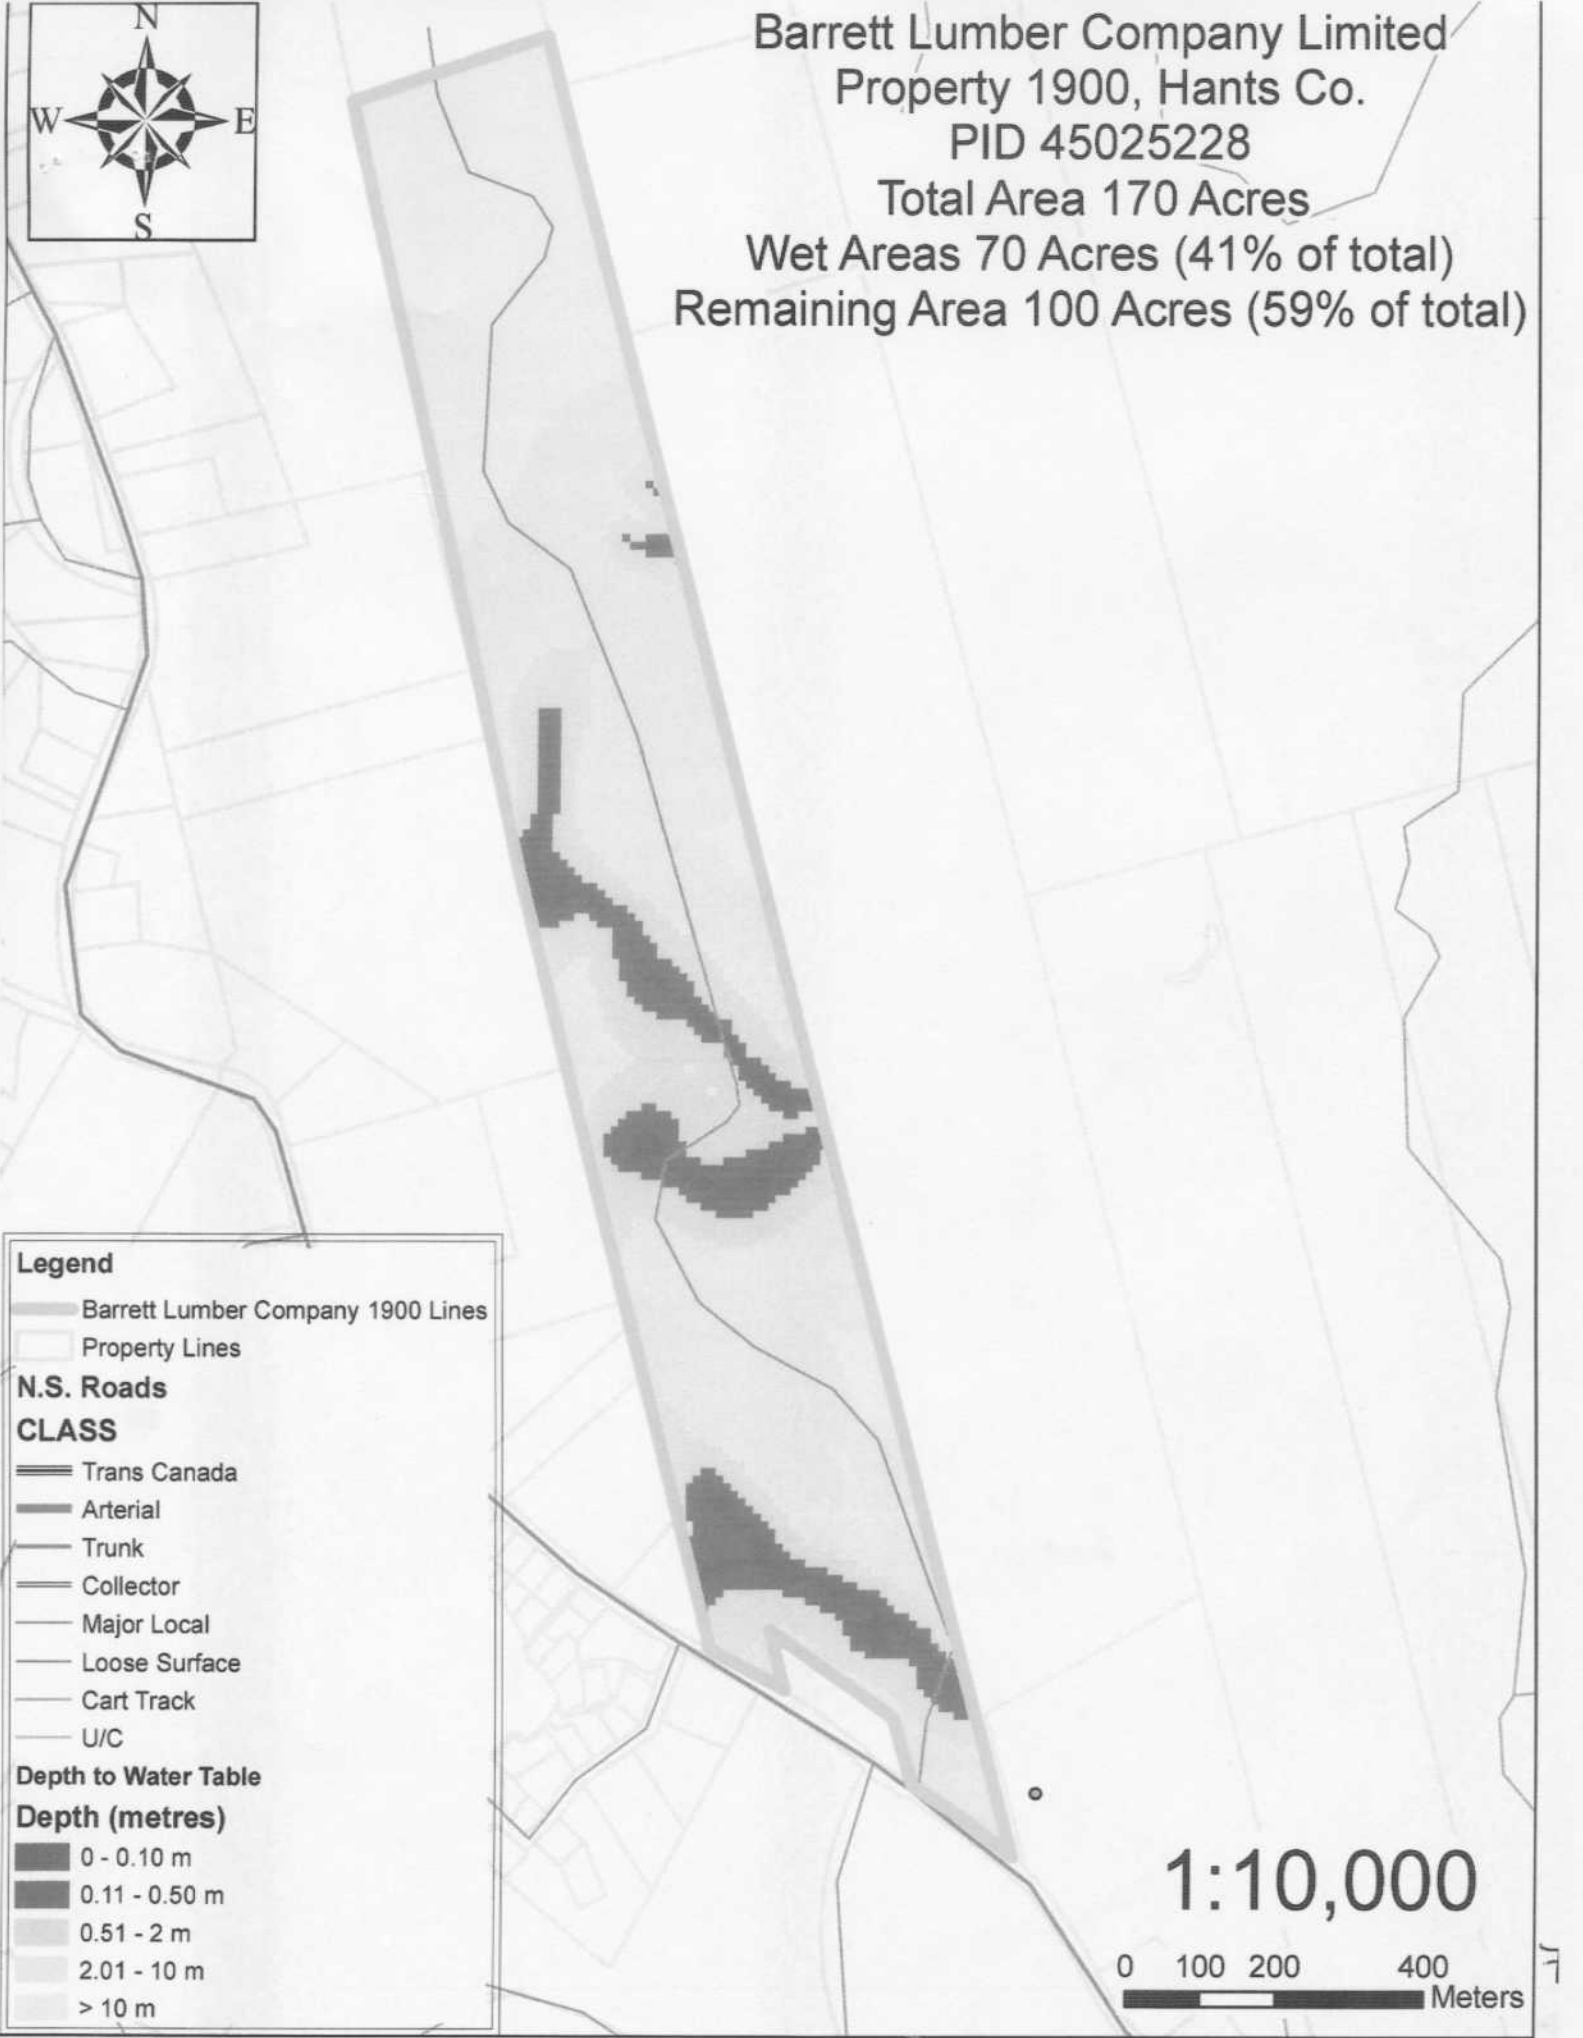 N
W E
S
Barrett Lumber Company Limited
Property 1900, Hants Co.
PID 45025228
Total Area 170 Acres
Wet Areas 70 Acres (41% of total)
Remaining Area 100 Acres (59% of total)
Legend
Barrett Lumber Company 1900 Lines
Property Lines
N.S. Roads
CLASS
Trans Canada
Arterial
Trunk
Collector
Major Local
Loose Surface
Cart Track
U/C
Depth to Water Table
Depth (metres)
0 - 0.10 m
0.11 - 0.50 m
0.51 - 2 m
2.01 - 10 m
> 10 m
1:10,000
0 100 200 400
Meters